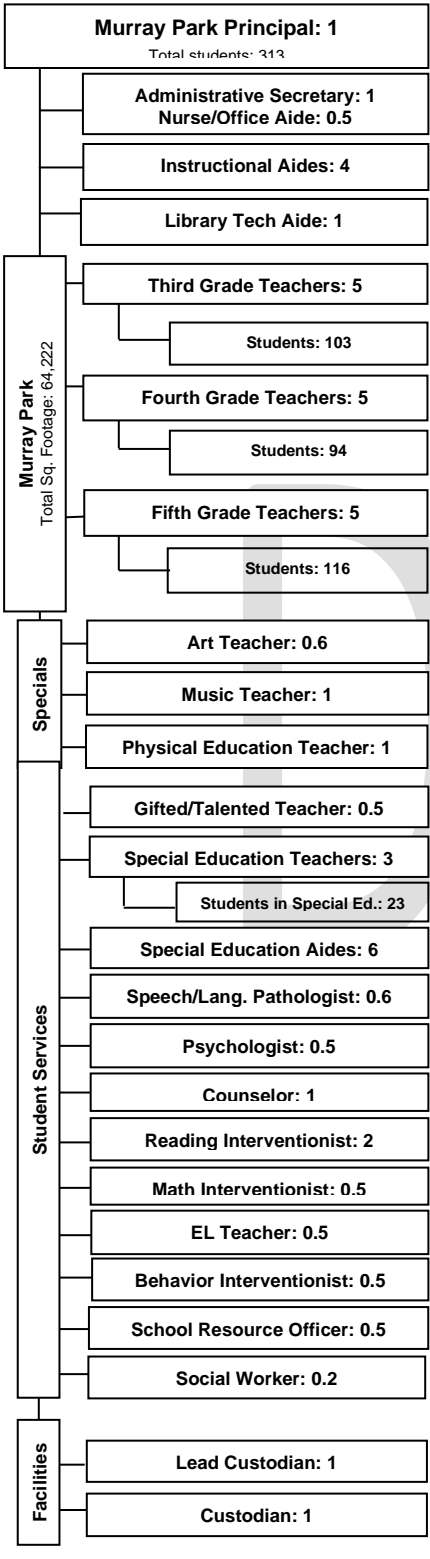 Murray Park Principal: 1
Total students: 313
Administrative Secretary: 1
Nurse/Office Aide: 0.5
Instructional Aides: 4
Library Tech Aide: 1
Murray Park
Total Sq. Footage: 64,222
Third Grade Teachers: 5
Students: 103
Fourth Grade Teachers: 5
Students: 94
Fifth Grade Teachers: 5
Students: 116
Specials
Art Teacher: 0.6
Music Teacher: 1
Physical Education Teacher: 1
Student Services
Gifted/Talented Teacher: 0.5
Special Education Teachers: 3
Students in Special Ed.: 23
Special Education Aides: 6
Speech/Lang. Pathologist: 0.6
Psychologist: 0.5
Counselor: 1
Reading Interventionist: 2
Math Interventionist: 0.5
EL Teacher: 0.5
Behavior Interventionist: 0.5
School Resource Officer: 0.5
Social Worker: 0.2
Facilities
Lead Custodian: 1
Custodian: 1